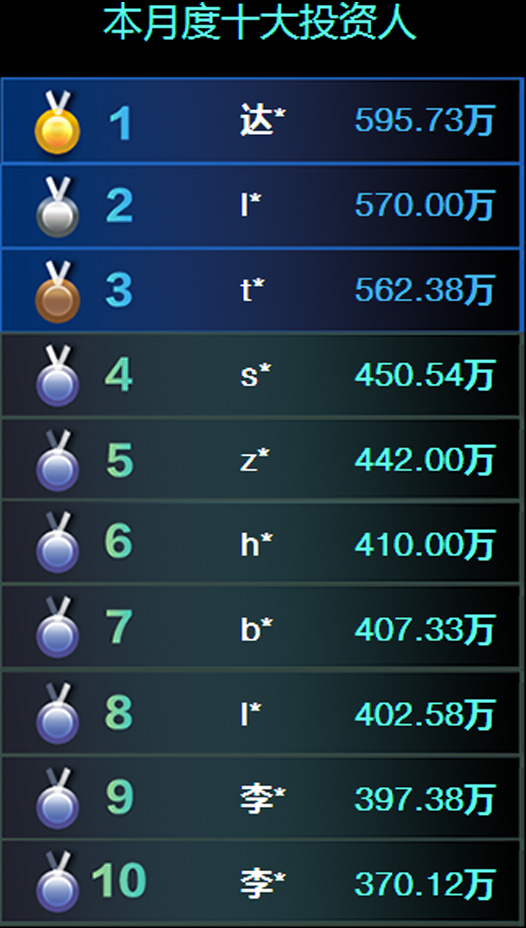 本月度十大投资人
1 达* 595.73万
2 l* 570.00万
3 t* 562.38万
4 s* 450.54万
5 z* 442.00万
6 h* 410.00万
7 b* 407.33万
8 l* 402.58万
9 李* 397.38万
10 李* 370.12万